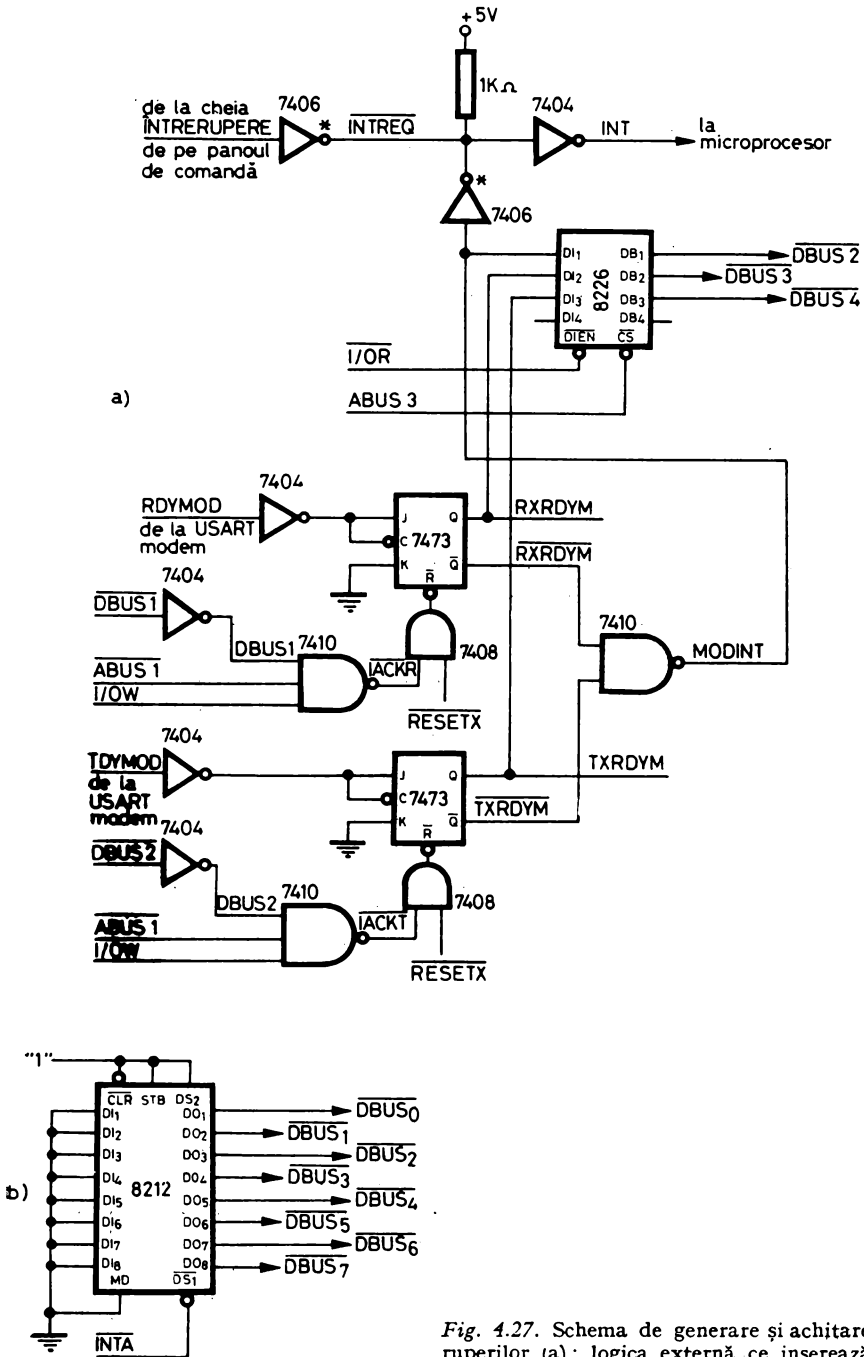 +5V
1KΩ
de la cheia
ÎNTRERUPERE
de pe panoul
de comandă
7406
*
INTREQ
7404
INT
la
microprocesor
*
7406
DI1
DI2
DI3
DI4
8226
DB1
DB2
DB3
DB4
DIEN
CS
DBUS 2
DBUS 3
DBUS 4
I/OR
ABUS 3
a)
RDYMOD
de la USART
modem
7404
J
C
K
7473
Q
Q
R
RXRDYM
RXRDYM
DBUS 1
7404
DBUS1
7410
ABUS 1
I/OW
IACKR
7408
RESETX
7410
MODINT
TDYMOD
de la
USART
modem
7404
J
C
K
7473
Q
Q
R
TXRDYM
TXRDYM
DBUS2
7404
DBUS2
7410
ABUS 1
I/OW
IACKT
7408
RESETX
"1"
b)
CLR STB DS2
DI1
DI2
DI3
DI4
DI5
DI6
DI7
DI8
MD
8212
DO1
DO2
DO3
DO4
DO5
DO6
DO7
DO8
DS1
DBUS0
DBUS1
DBUS2
DBUS3
DBUS4
DBUS5
DBUS6
DBUS7
INTA
Fig. 4.27. Schema de generare și achitare
ruperilor (a); logica externă ce inserează